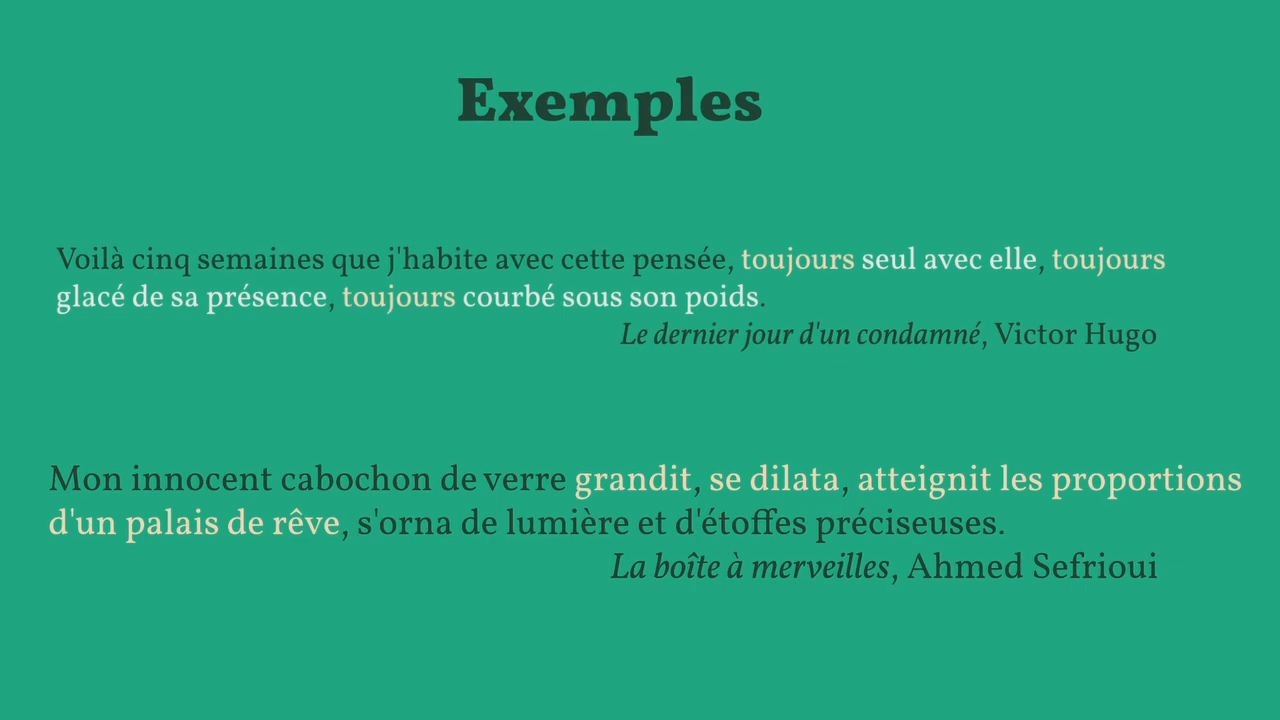 Exemples
Voilà cinq semaines que j'habite avec cette pensée, toujours seul avec elle, toujours
glacé de sa présence, toujours courbé sous son poids.
Le dernier jour d'un condamné, Victor Hugo
Mon innocent cabochon de verre grandit, se dilata, atteignit les proportions
d'un palais de rêve, s'orna de lumière et d'étoffes préciseuses.
La boîte à merveilles, Ahmed Sefrioui